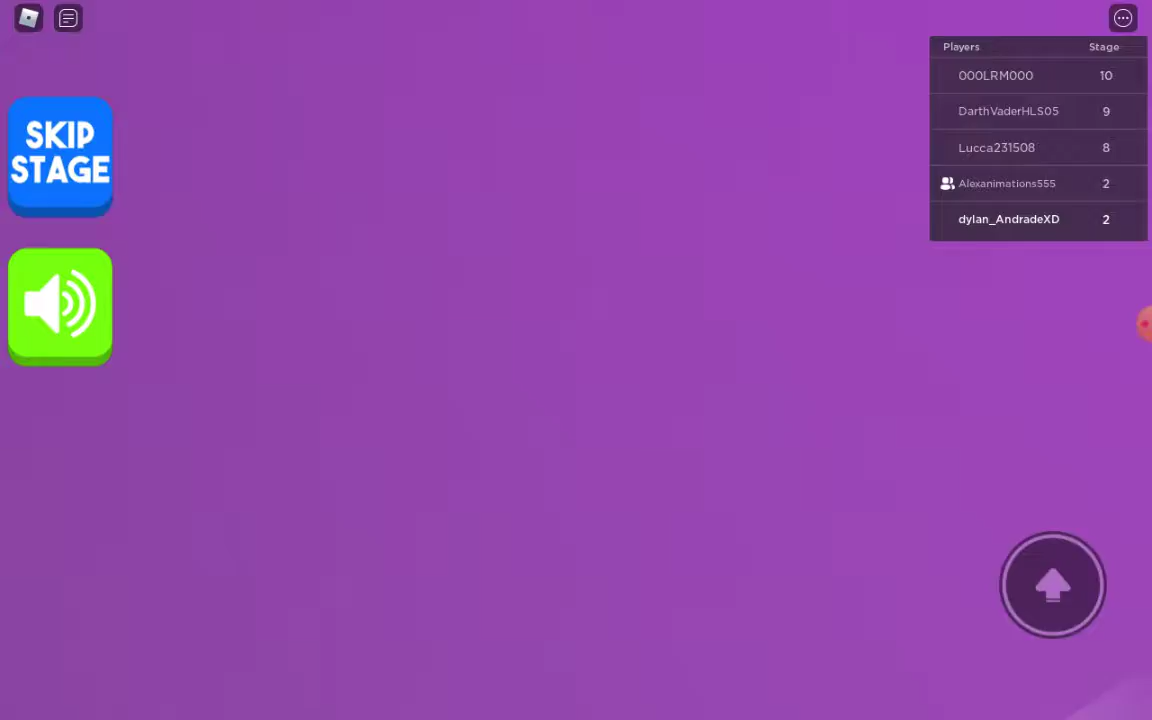 Players Stage
000LRM000 10
SKIP
STAGE
DarthVaderHLS05 9
Lucca231508 8
Alexanimations555 2
dylan_AndradeXD 2